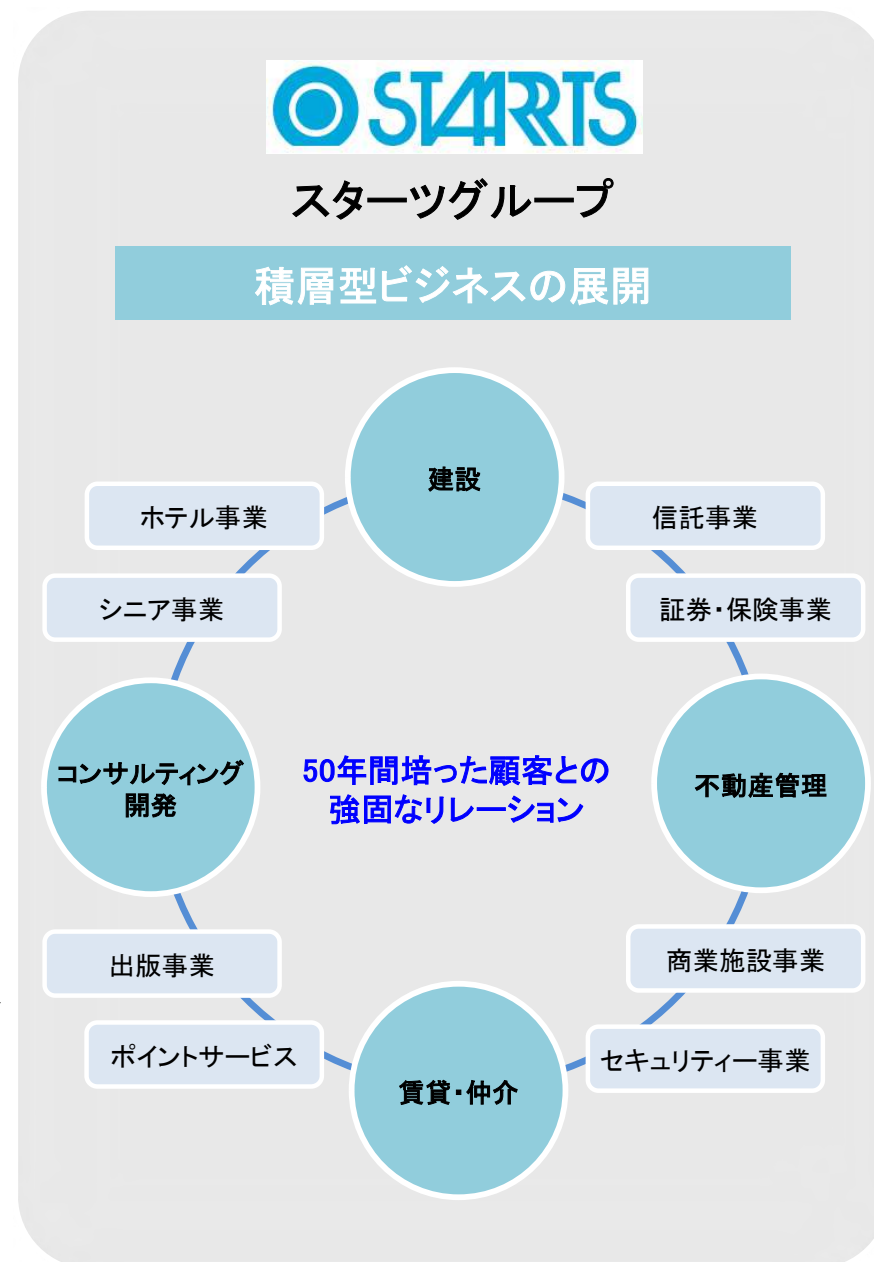 STARTS
スターツグループ
積層型ビジネスの展開
建設
ホテル事業
信託事業
シニア事業
証券・保険事業
コンサルティング
開発
50年間培った顧客との
強固なリレーション
不動産管理
出版事業
商業施設事業
ポイントサービス
セキュリティー事業
賃貸・仲介